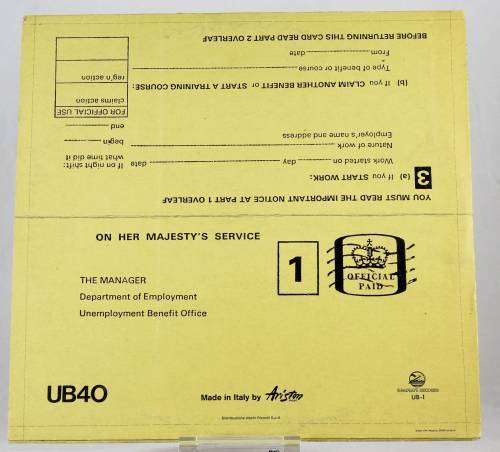 YOU MUST READ THE IMPORTANT NOTICE AT PART 1 OVERLEAF
3 (a) If you START WORK:
Work started on day date
Nature of work
Employer's name and address
If on night shift:
what time did it
begin
end
(b) If you CLAIM ANOTHER BENEFIT or START A TRAINING COURSE:
Type of benefit or course
From date
FOR OFFICIAL USE
claims action
reg'n action
BEFORE RETURNING THIS CARD READ PART 2 OVERLEAF
ON HER MAJESTY'S SERVICE
1
OFFICIAL
PAID
THE MANAGER
Department of Employment
Unemployment Benefit Office
UB40
Made in Italy by Ariston
GRADUATE RECORDS
UB-1